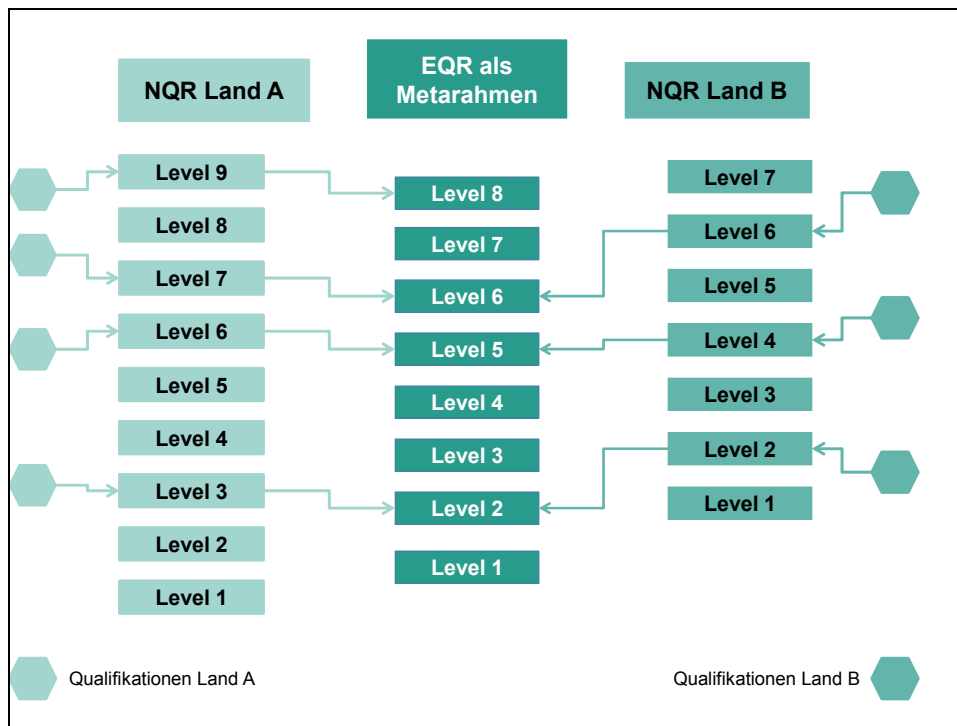 NQR Land A
EQR als
Metarahmen
NQR Land B
Level 9
Level 8
Level 7
Level 6
Level 5
Level 4
Level 3
Level 2
Level 1
Level 8
Level 7
Level 6
Level 5
Level 4
Level 3
Level 2
Level 1
Level 7
Level 6
Level 5
Level 4
Level 3
Level 2
Level 1
Qualifikationen Land A
Qualifikationen Land B